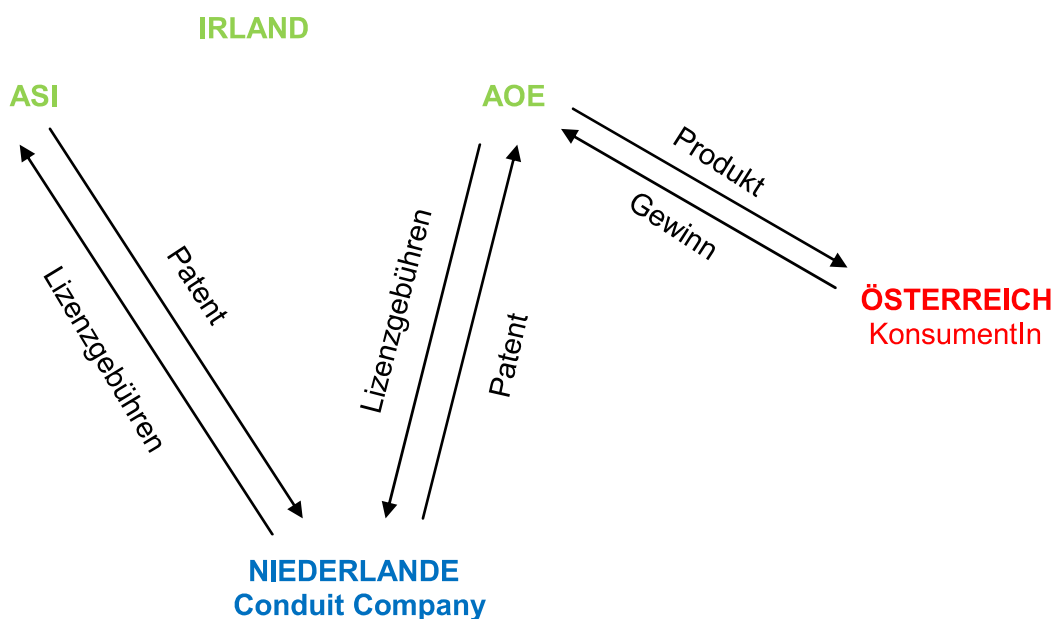 IRLAND
ASI
AOE
Produkt
Gewinn
Patent
Lizenzgebühren
Lizenzgebühren
Patent
ÖSTERREICH
KonsumentIn
NIEDERLANDE
Conduit Company